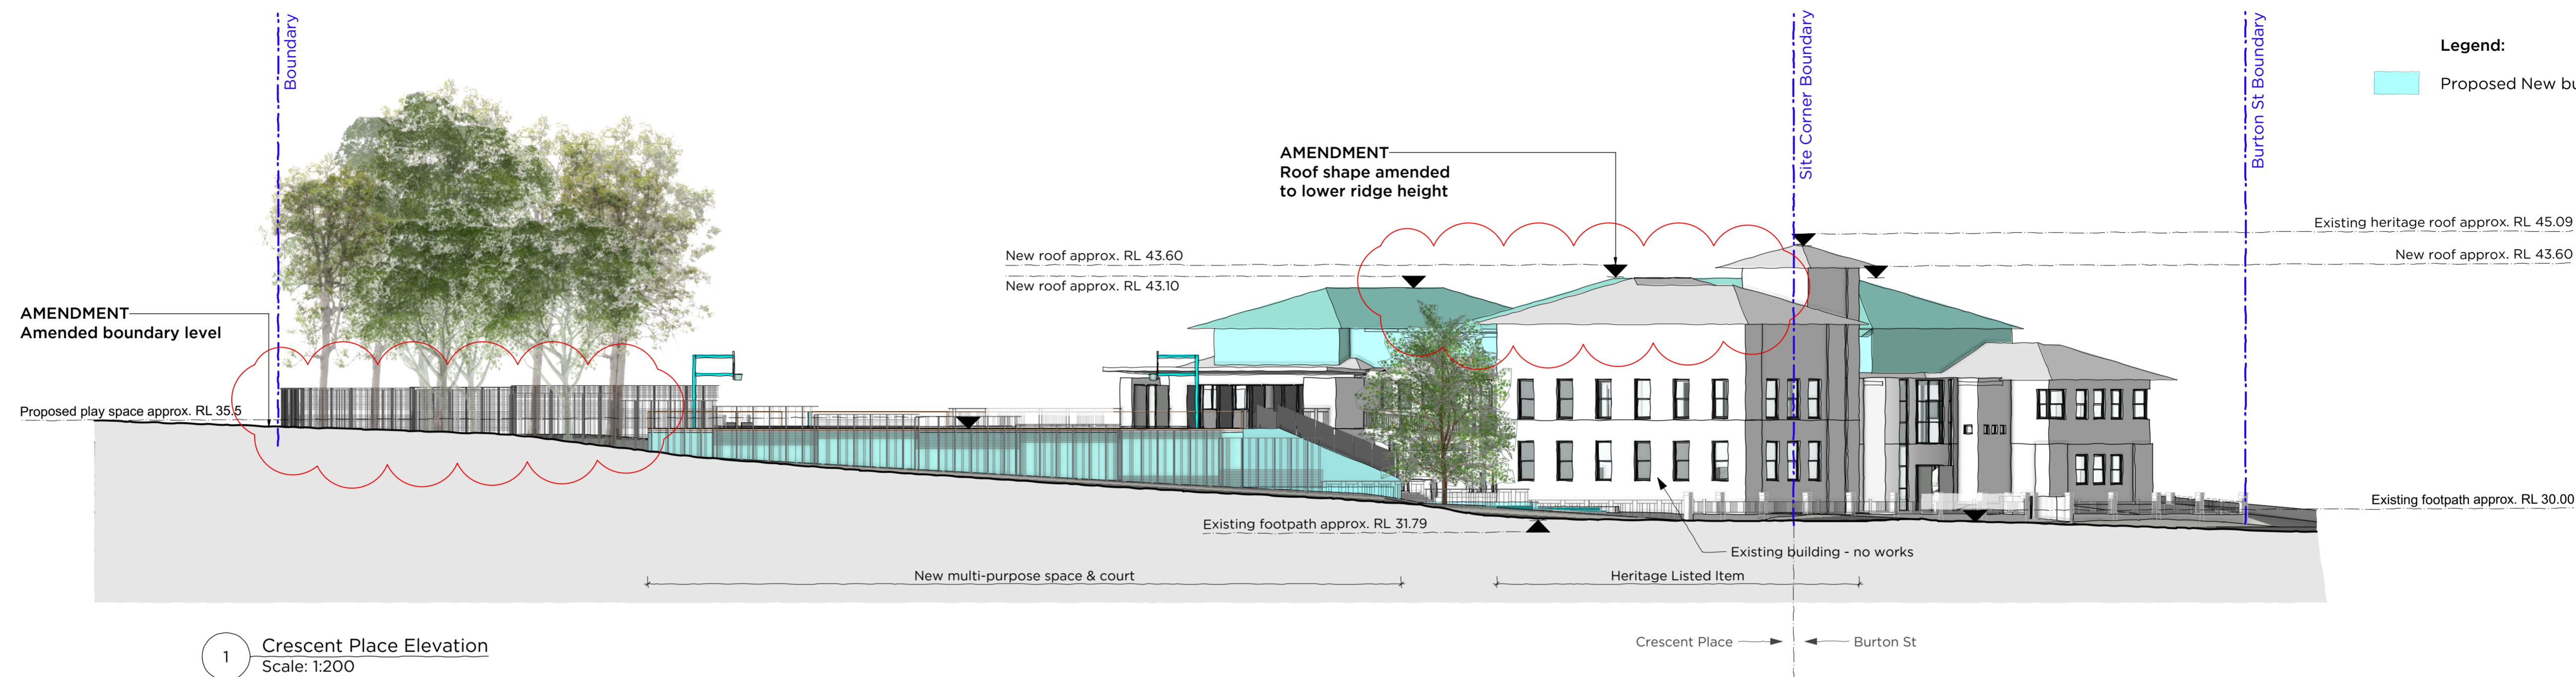 Boundary
Site Corner Boundary
Burton St Boundary
Legend:
Proposed New
AMENDMENT
Roof shape amended
to lower ridge height
Existing heritage roof approx. RL 45.09
New roof approx. RL 43.60
New roof approx. RL 43.60
New roof approx. RL 43.10
AMENDMENT
Amended boundary level
Proposed play space approx. RL 35.5
Existing footpath approx. RL 30.00
Existing footpath approx. RL 31.79
Existing building - no works
New multi-purpose space & court
Heritage Listed Item
Crescent Place
Burton St
1
Crescent Place Elevation
Scale: 1:200